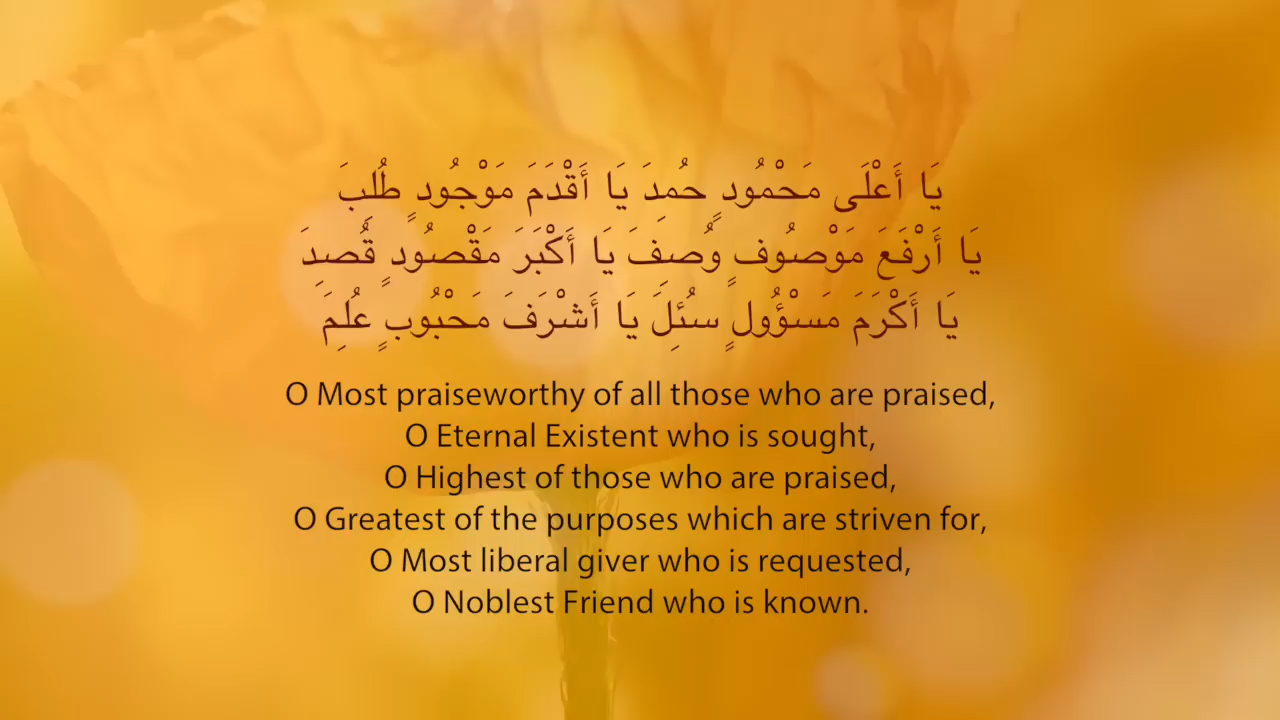 يَا أَعْلَى مَحْمُودٍ حُمِدَ يَا أَقْدَمَ مَوْجُودٍ طُلِبَ
يَا أَرْفَعَ مَوْصُوفٍ وُصِفَ يَا أَكْبَرَ مَقْصُودٍ قُصِدَ
يَا أَكْرَمَ مَسْؤُولٍ سُئِلَ يَا أَشْرَفَ مَحْبُوبٍ عُلِمَ
O Most praiseworthy of all those who are praised,
O Eternal Existent who is sought,
O Highest of those who are praised,
O Greatest of the purposes which are striven for,
O Most liberal giver who is requested,
O Noblest Friend who is known.